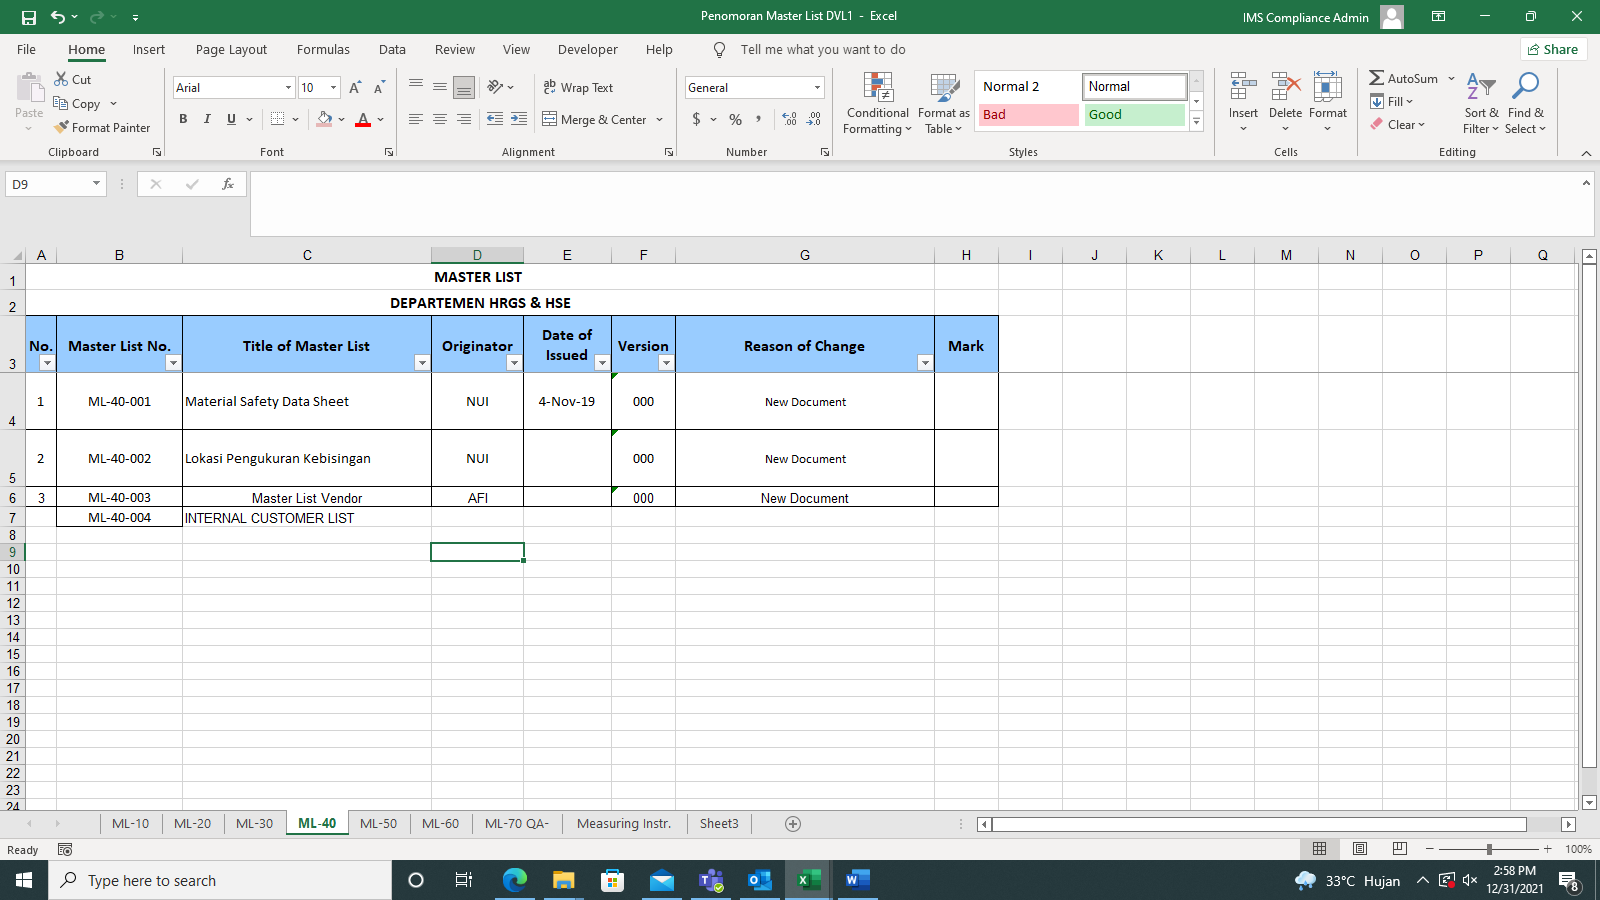 Penomoran Master List DVL1 - Excel
IMS Compliance Admin
File Home Insert Page Layout Formulas Data Review View Developer Help Tell me what you want to do Share
Paste
Cut
Copy
Format Painter
Clipboard
Arial 10
B I U
Font
Wrap Text
Merge & Center
Alignment
General
$ % ,
Number
Conditional Formatting
Format as Table
Normal 2 Normal
Bad Good
Styles
Insert Delete Format
Cells
AutoSum
Fill
Clear
Sort & Filter
Find & Select
Editing
D9
fx
A B C D E F G H I J K L M N O P Q
1 MASTER LIST
2 DEPARTEMEN HRGS & HSE
3 No. Master List No. Title of Master List Originator Date of Issued Version Reason of Change Mark
4 1 ML-40-001 Material Safety Data Sheet NUI 4-Nov-19 000 New Document
5 2 ML-40-002 Lokasi Pengukuran Kebisingan NUI 000 New Document
6 3 ML-40-003 Master List Vendor AFI 000 New Document
7 ML-40-004 INTERNAL CUSTOMER LIST
8
9
10
11
12
13
14
15
16
17
18
19
20
21
22
23
24
ML-10 ML-20 ML-30 ML-40 ML-50 ML-60 ML-70 QA- Measuring Instr. Sheet3
Ready
100%
Type here to search
33°C Hujan
2:58 PM
12/31/2021
8